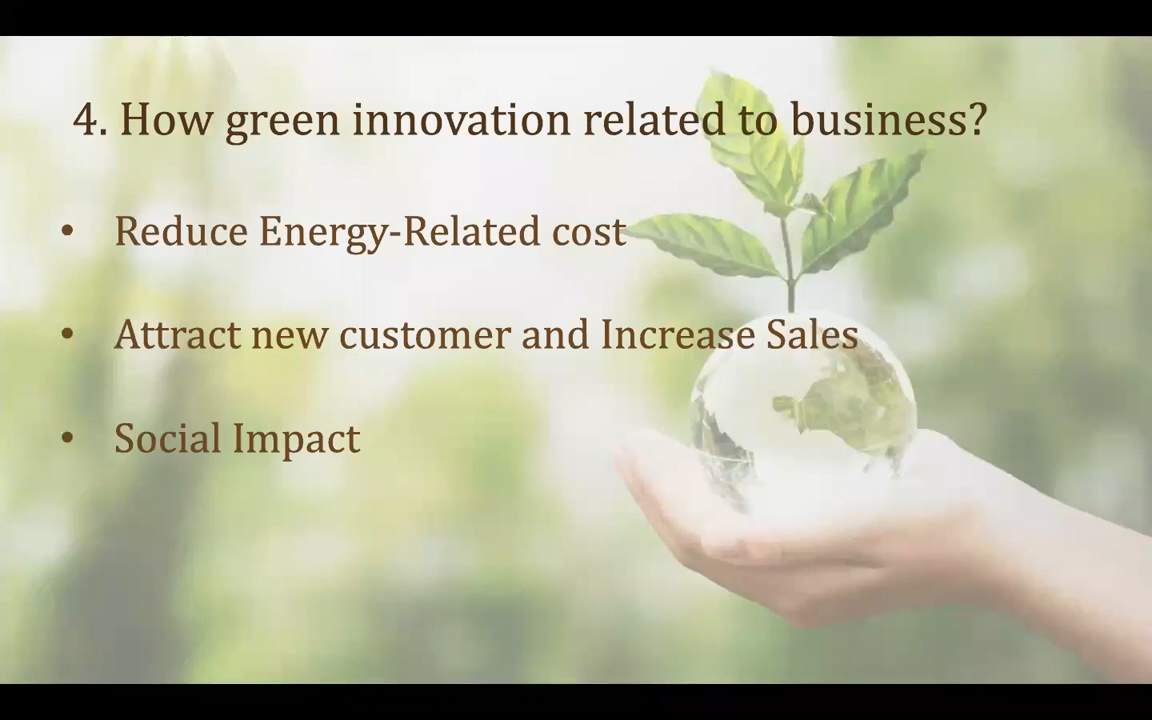 4. How green innovation related to business?
• Reduce Energy-Related cost
• Attract new customer and Increase Sales
• Social Impact